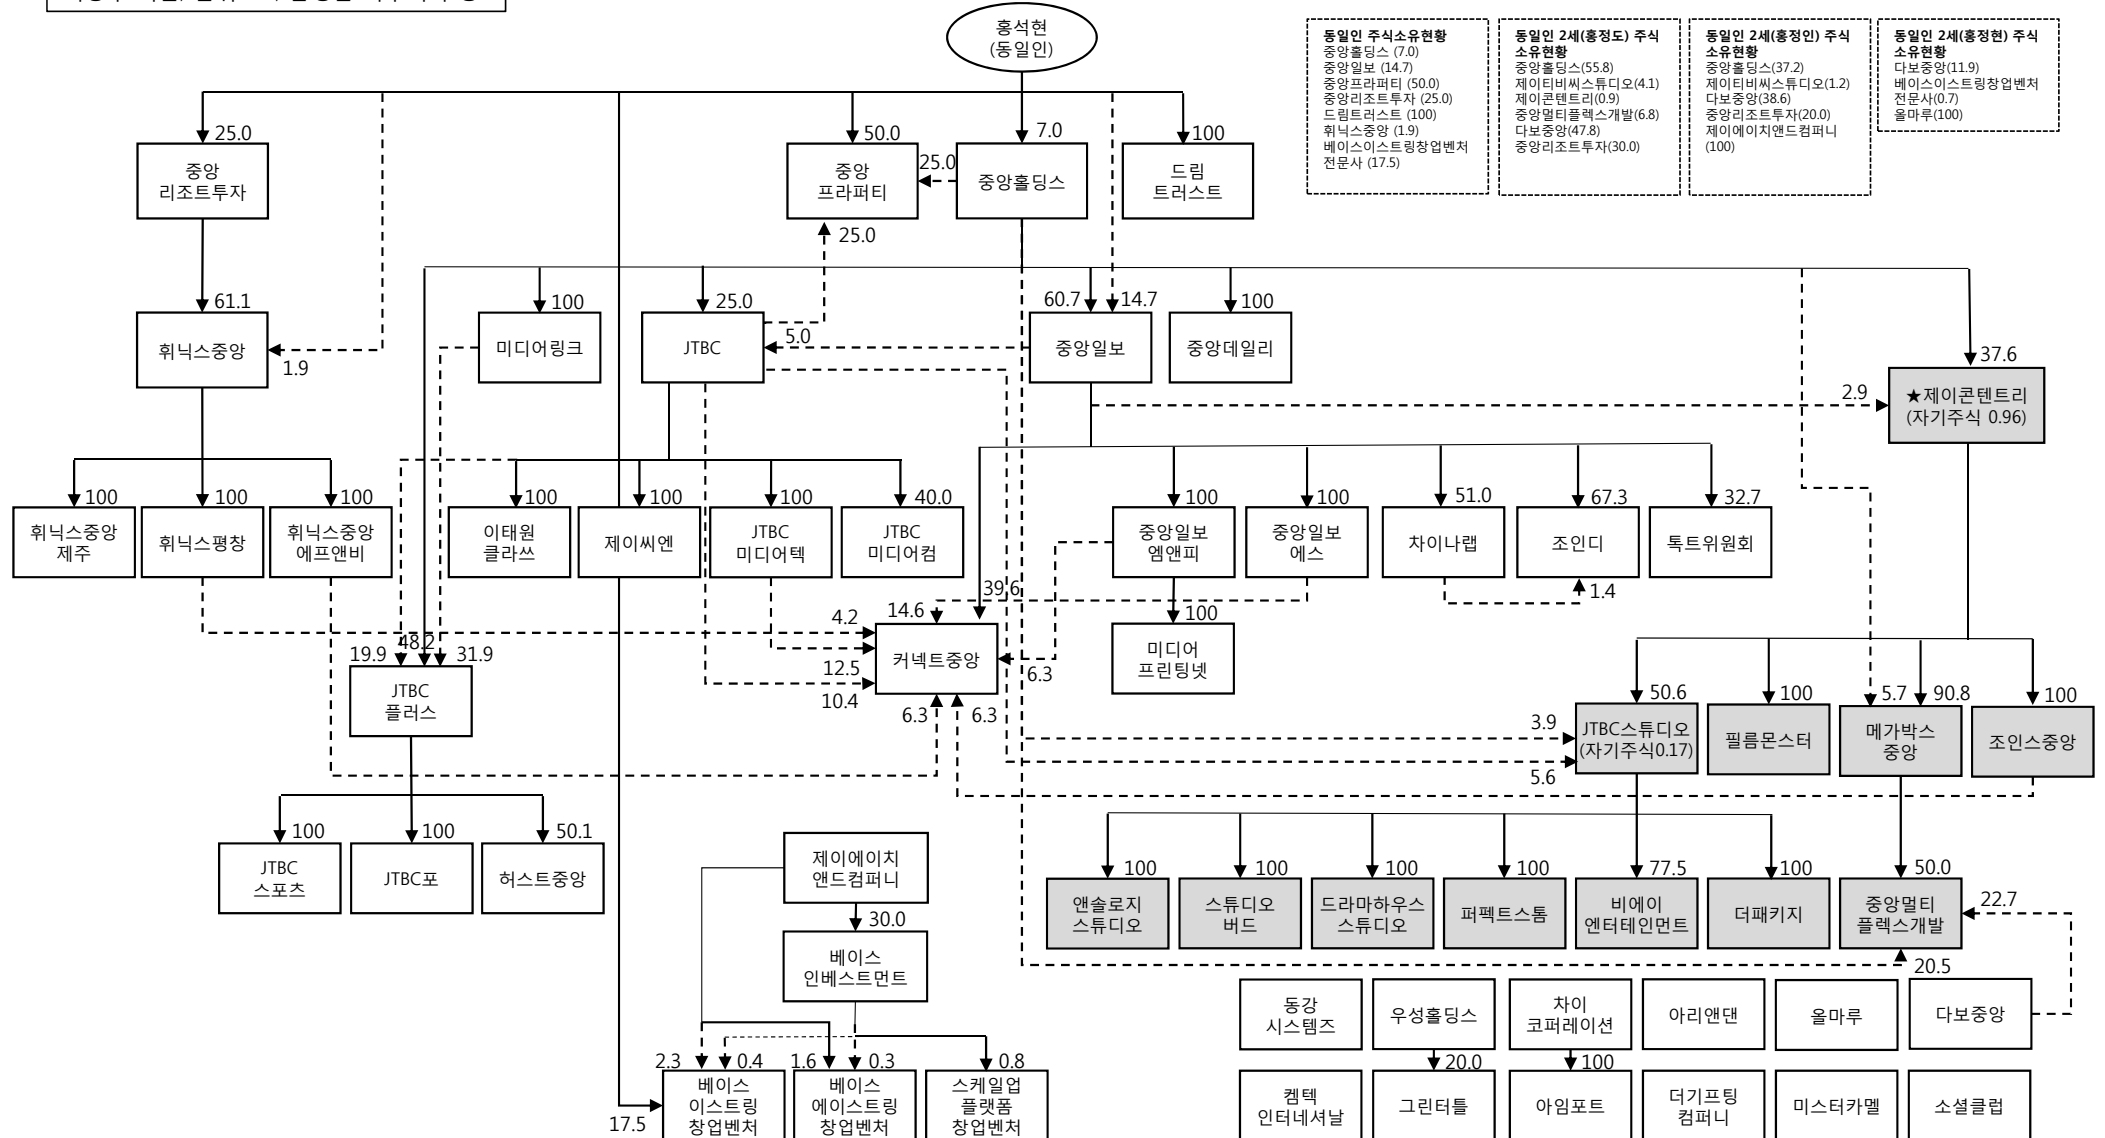 홍석현
(동일인)
동일인 주식소유현황
중앙홀딩스 (7.0)
중앙일보 (14.7)
중앙프라퍼티 (50.0)
중앙리조트투자 (25.0)
드림트러스트 (100)
휘닉스중앙 (1.9)
베이스이스트링창업벤처
전문사 (17.5)
동일인 2세(홍정도) 주식
소유현황
중앙홀딩스(55.8)
제이티비씨스튜디오(4.1)
제이콘텐트리(0.9)
중앙멀티플렉스개발(6.8)
다보중앙(47.8)
중앙리조트투자(30.0)
동일인 2세(홍정인) 주식
소유현황
중앙홀딩스(37.2)
제이티비씨스튜디오(1.2)
다보중앙(38.6)
중앙리조트투자(20.0)
제이에이치앤드컴퍼니
(100)
동일인 2세(홍정현) 주식
소유현황
다보중앙(11.9)
베이스이스트링창업벤처
전문사(0.7)
올마루(100)
25.0
50.0
7.0
100
중앙
리조트투자
중앙
프라퍼티
25.0
중앙홀딩스
드림
트러스트
25.0
61.1
100
25.0
60.7
14.7
100
37.6
휘닉스중앙
1.9
미디어링크
JTBC
5.0
중앙일보
중앙데일리
2.9
★제이콘텐트리
(자기주식 0.96)
100
100
100
100
100
100
40.0
100
100
51.0
67.3
32.7
휘닉스중앙
제주
휘닉스평창
휘닉스중앙
에프앤비
이태원
클라쓰
제이씨엔
JTBC
미디어텍
JTBC
미디어컴
중앙일보
엠앤피
중앙일보
에스
차이나랩
조인디
톡트위원회
1.4
39.6
14.6
4.2
12.5
10.4
커넥트중앙
6.3
6.3
6.3
100
미디어
프린팅넷
19.9
48.2
31.9
JTBC
플러스
50.6
100
5.7
90.8
100
3.9
5.6
JTBC스튜디오
(자기주식0.17)
필름몬스터
메가박스
중앙
조인스중앙
100
100
50.1
JTBC
스포츠
JTBC포
허스트중앙
제이에이치
앤드컴퍼니
30.0
베이스
인베스트먼트
100
100
100
100
77.5
100
50.0
22.7
앤솔로지
스튜디오
스튜디오
버드
드라마하우스
스튜디오
퍼펙트스톰
비에이
엔터테인먼트
더패키지
중앙멀티
플렉스개발
20.5
동강
시스템즈
우성홀딩스
차이
코퍼레이션
아리앤댄
올마루
다보중앙
2.3
0.4
1.6
0.3
0.8
20.0
100
17.5
베이스
이스트링
창업벤처
베이스
에이스트링
창업벤처
스케일업
플랫폼
창업벤처
켐텍
인터네셔날
그린터틀
아임포트
더기프팅
컴퍼니
미스터카멜
소셜클럽